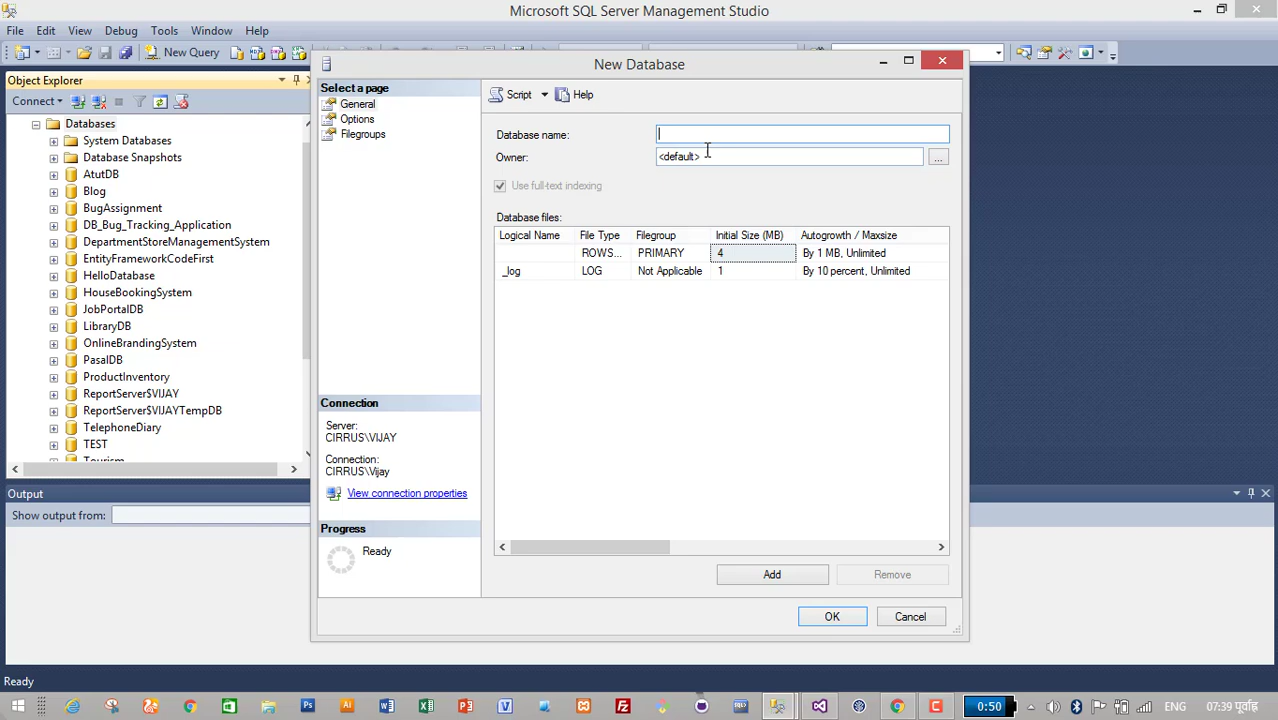 Microsoft SQL Server Management Studio
File Edit View Debug Tools Window Help
New Query
Object Explorer
Connect
Databases
System Databases
Database Snapshots
AtutDB
Blog
BugAssignment
DB_Bug_Tracking_Application
DepartmentStoreManagementSystem
EntityFrameworkCodeFirst
HelloDatabase
HouseBookingSystem
JobPortalDB
LibraryDB
OnlineBrandingSystem
PasalDB
ProductInventory
ReportServer$VIJAY
ReportServer$VIJAYTempDB
TelephoneDiary
TEST
Tourism
New Database
Select a page
General
Options
Filegroups
Connection
Server:
CIRRUS\VIJAY
Connection:
CIRRUS\Vijay
View connection properties
Progress
Ready
Script Help
Database name:
Owner: <default> ...
Use full-text indexing
Database files:
Logical Name File Type Filegroup Initial Size (MB) Autogrowth / Maxsize
ROWS... PRIMARY 4 By 1 MB, Unlimited
_log LOG Not Applicable 1 By 10 percent, Unlimited
Add Remove
OK Cancel
Output
Show output from:
Ready
0:50 ENG 07:39 पूर्वाह्न